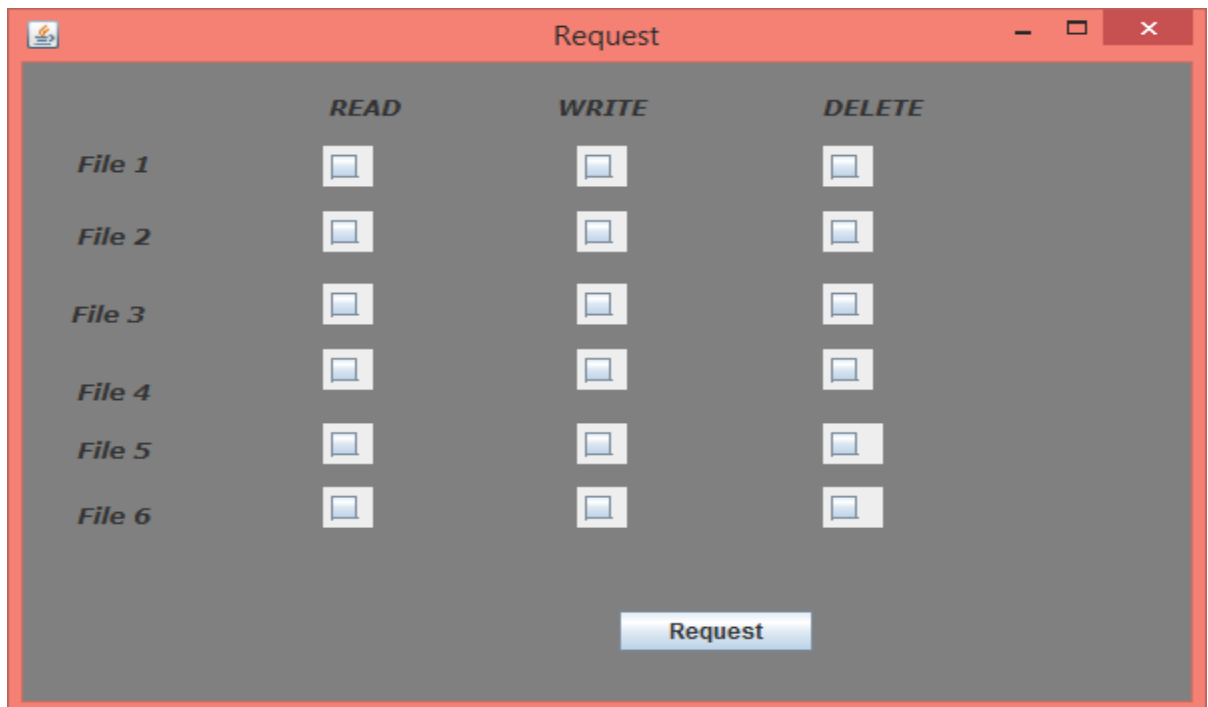 Request
READ WRITE DELETE
File 1
File 2
File 3
File 4
File 5
File 6
Request